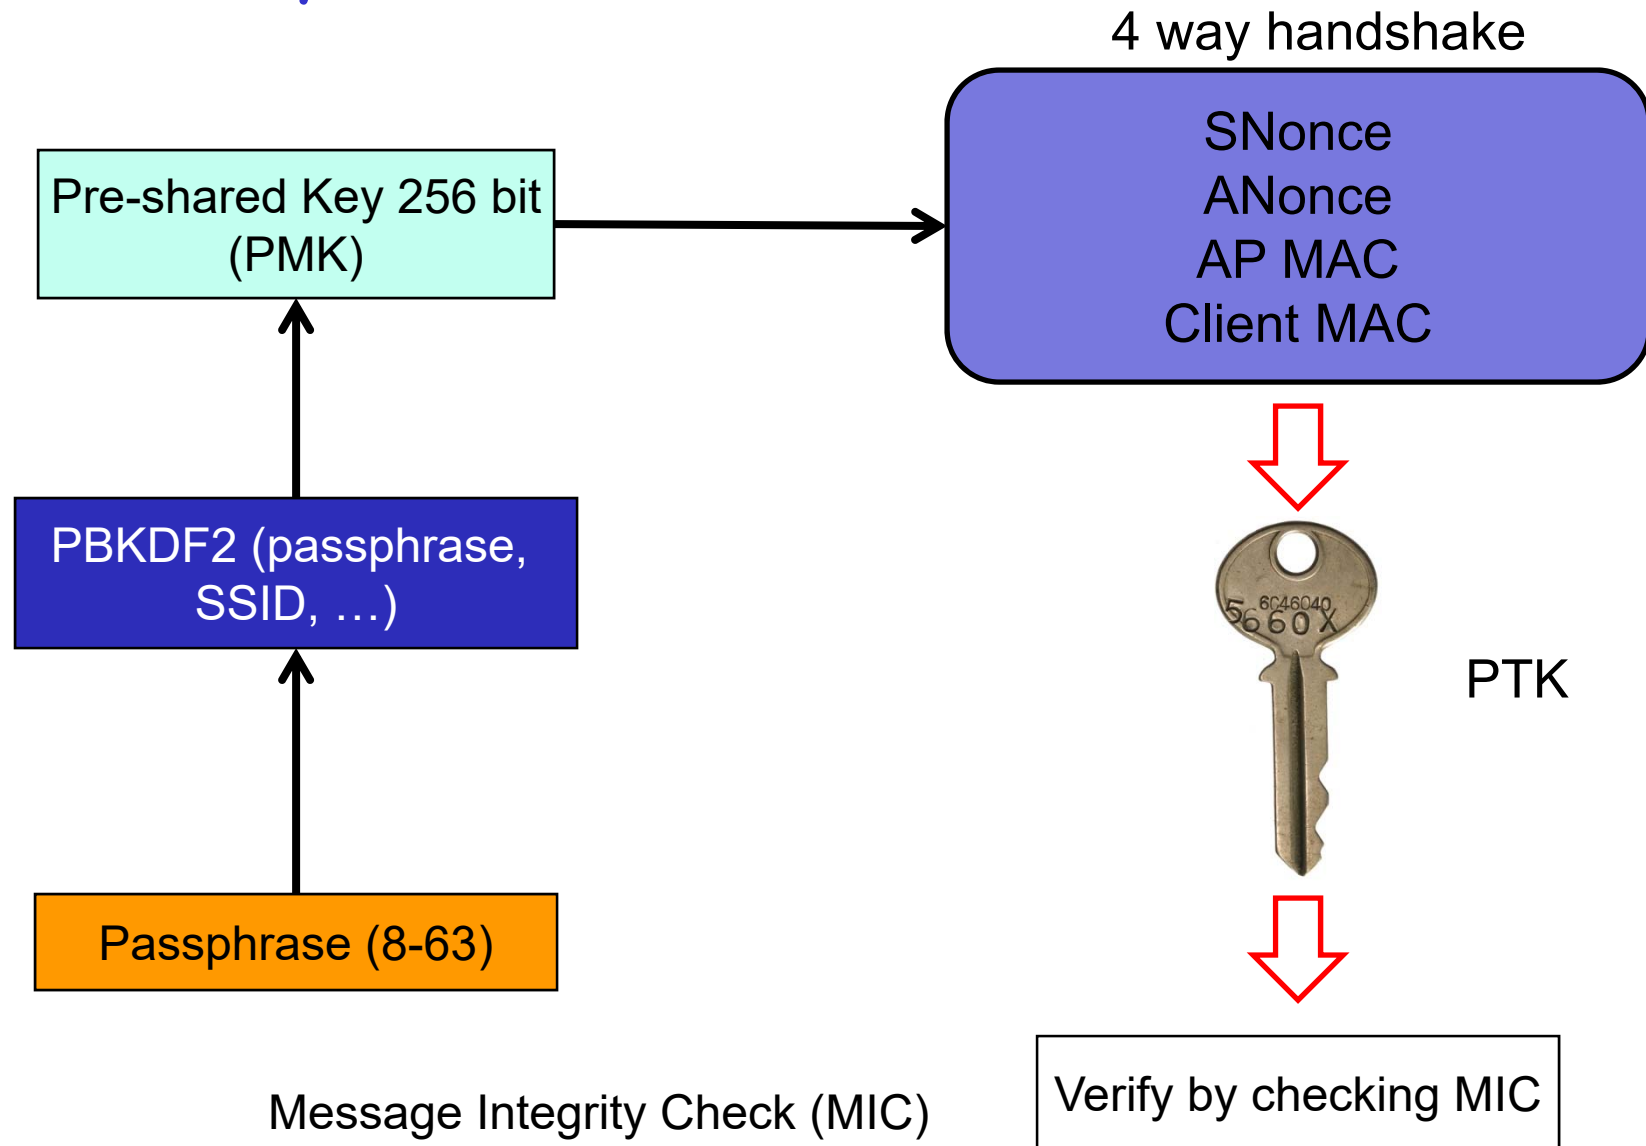 4 way handshake
SNonce
ANonce
AP MAC
Client MAC
Pre-shared Key 256 bit
(PMK)
PBKDF2 (passphrase,
SSID, …)
6C46040
5660X
PTK
Passphrase (8-63)
Message Integrity Check (MIC)
Verify by checking MIC